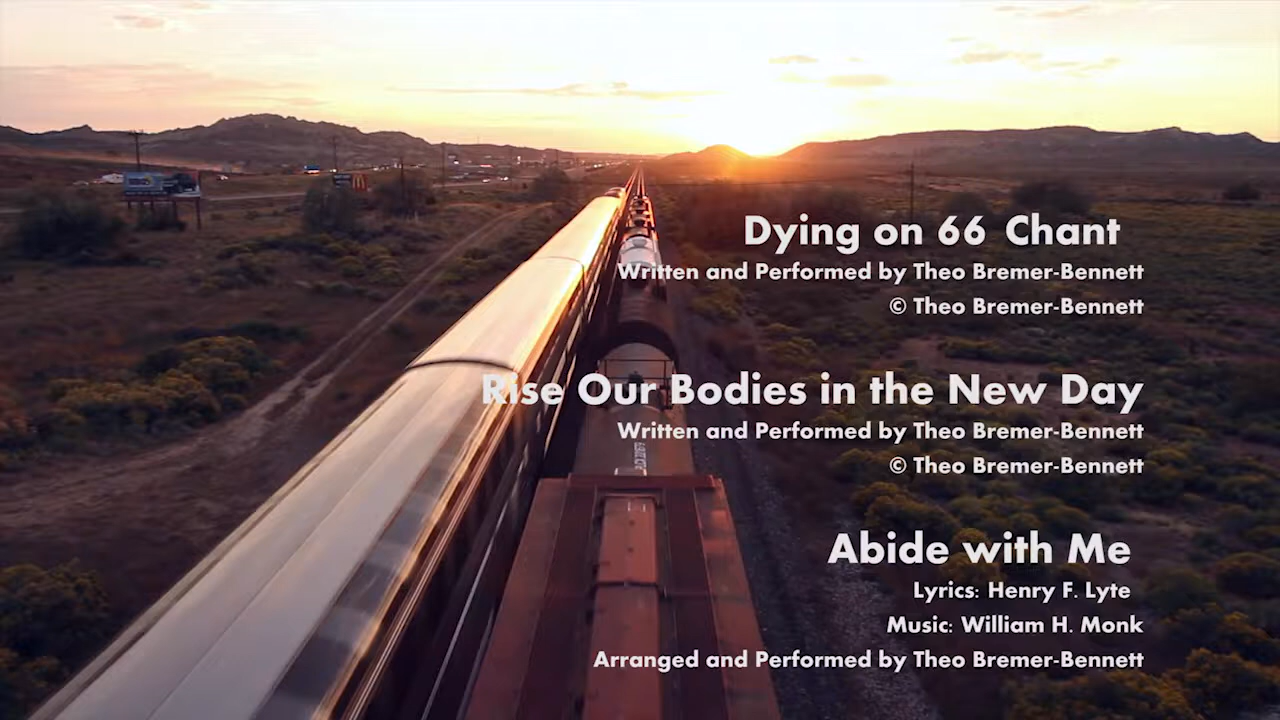 Dying on 66 Chant
Written and Performed by Theo Bremer-Bennett
© Theo Bremer-Bennett
Rise Our Bodies in the New Day
Written and Performed by Theo Bremer-Bennett
© Theo Bremer-Bennett
Abide with Me
Lyrics: Henry F. Lyte
Music: William H. Monk
Arranged and Performed by Theo Bremer-Bennett